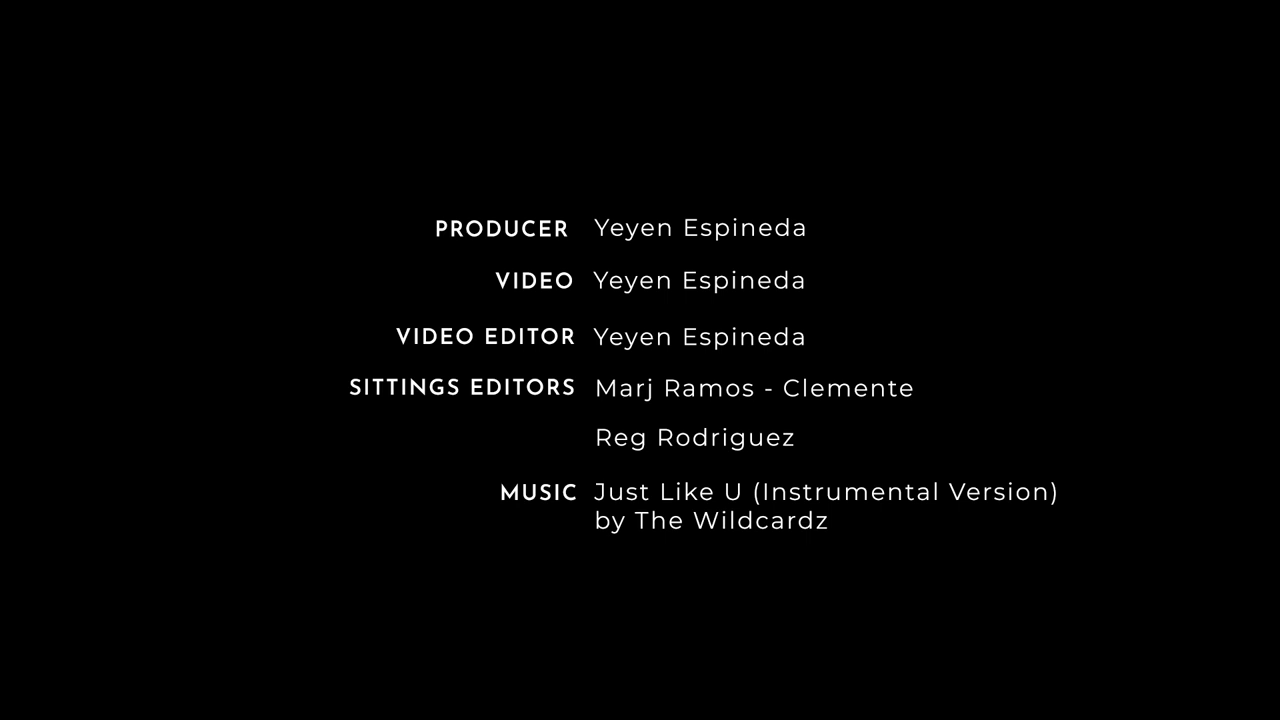 PRODUCER Yeyen Espineda
VIDEO Yeyen Espineda
VIDEO EDITOR Yeyen Espineda
SITTINGS EDITORS Marj Ramos - Clemente
Reg Rodriguez
MUSIC Just Like U (Instrumental Version)
by The Wildcardz